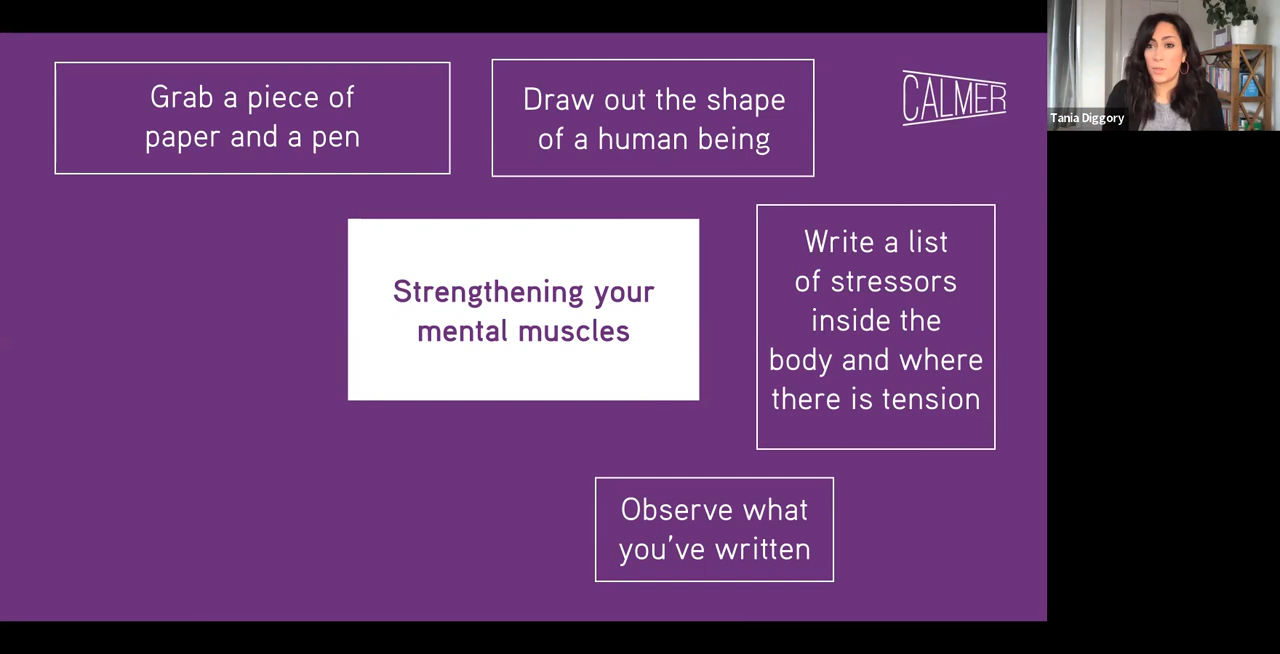 Grab a piece of
paper and a pen
Draw out the shape
of a human being
CALMER
Tania Diggory
Write a list
of stressors
inside the
body and where
there is tension
Strengthening your
mental muscles
Observe what
you've written